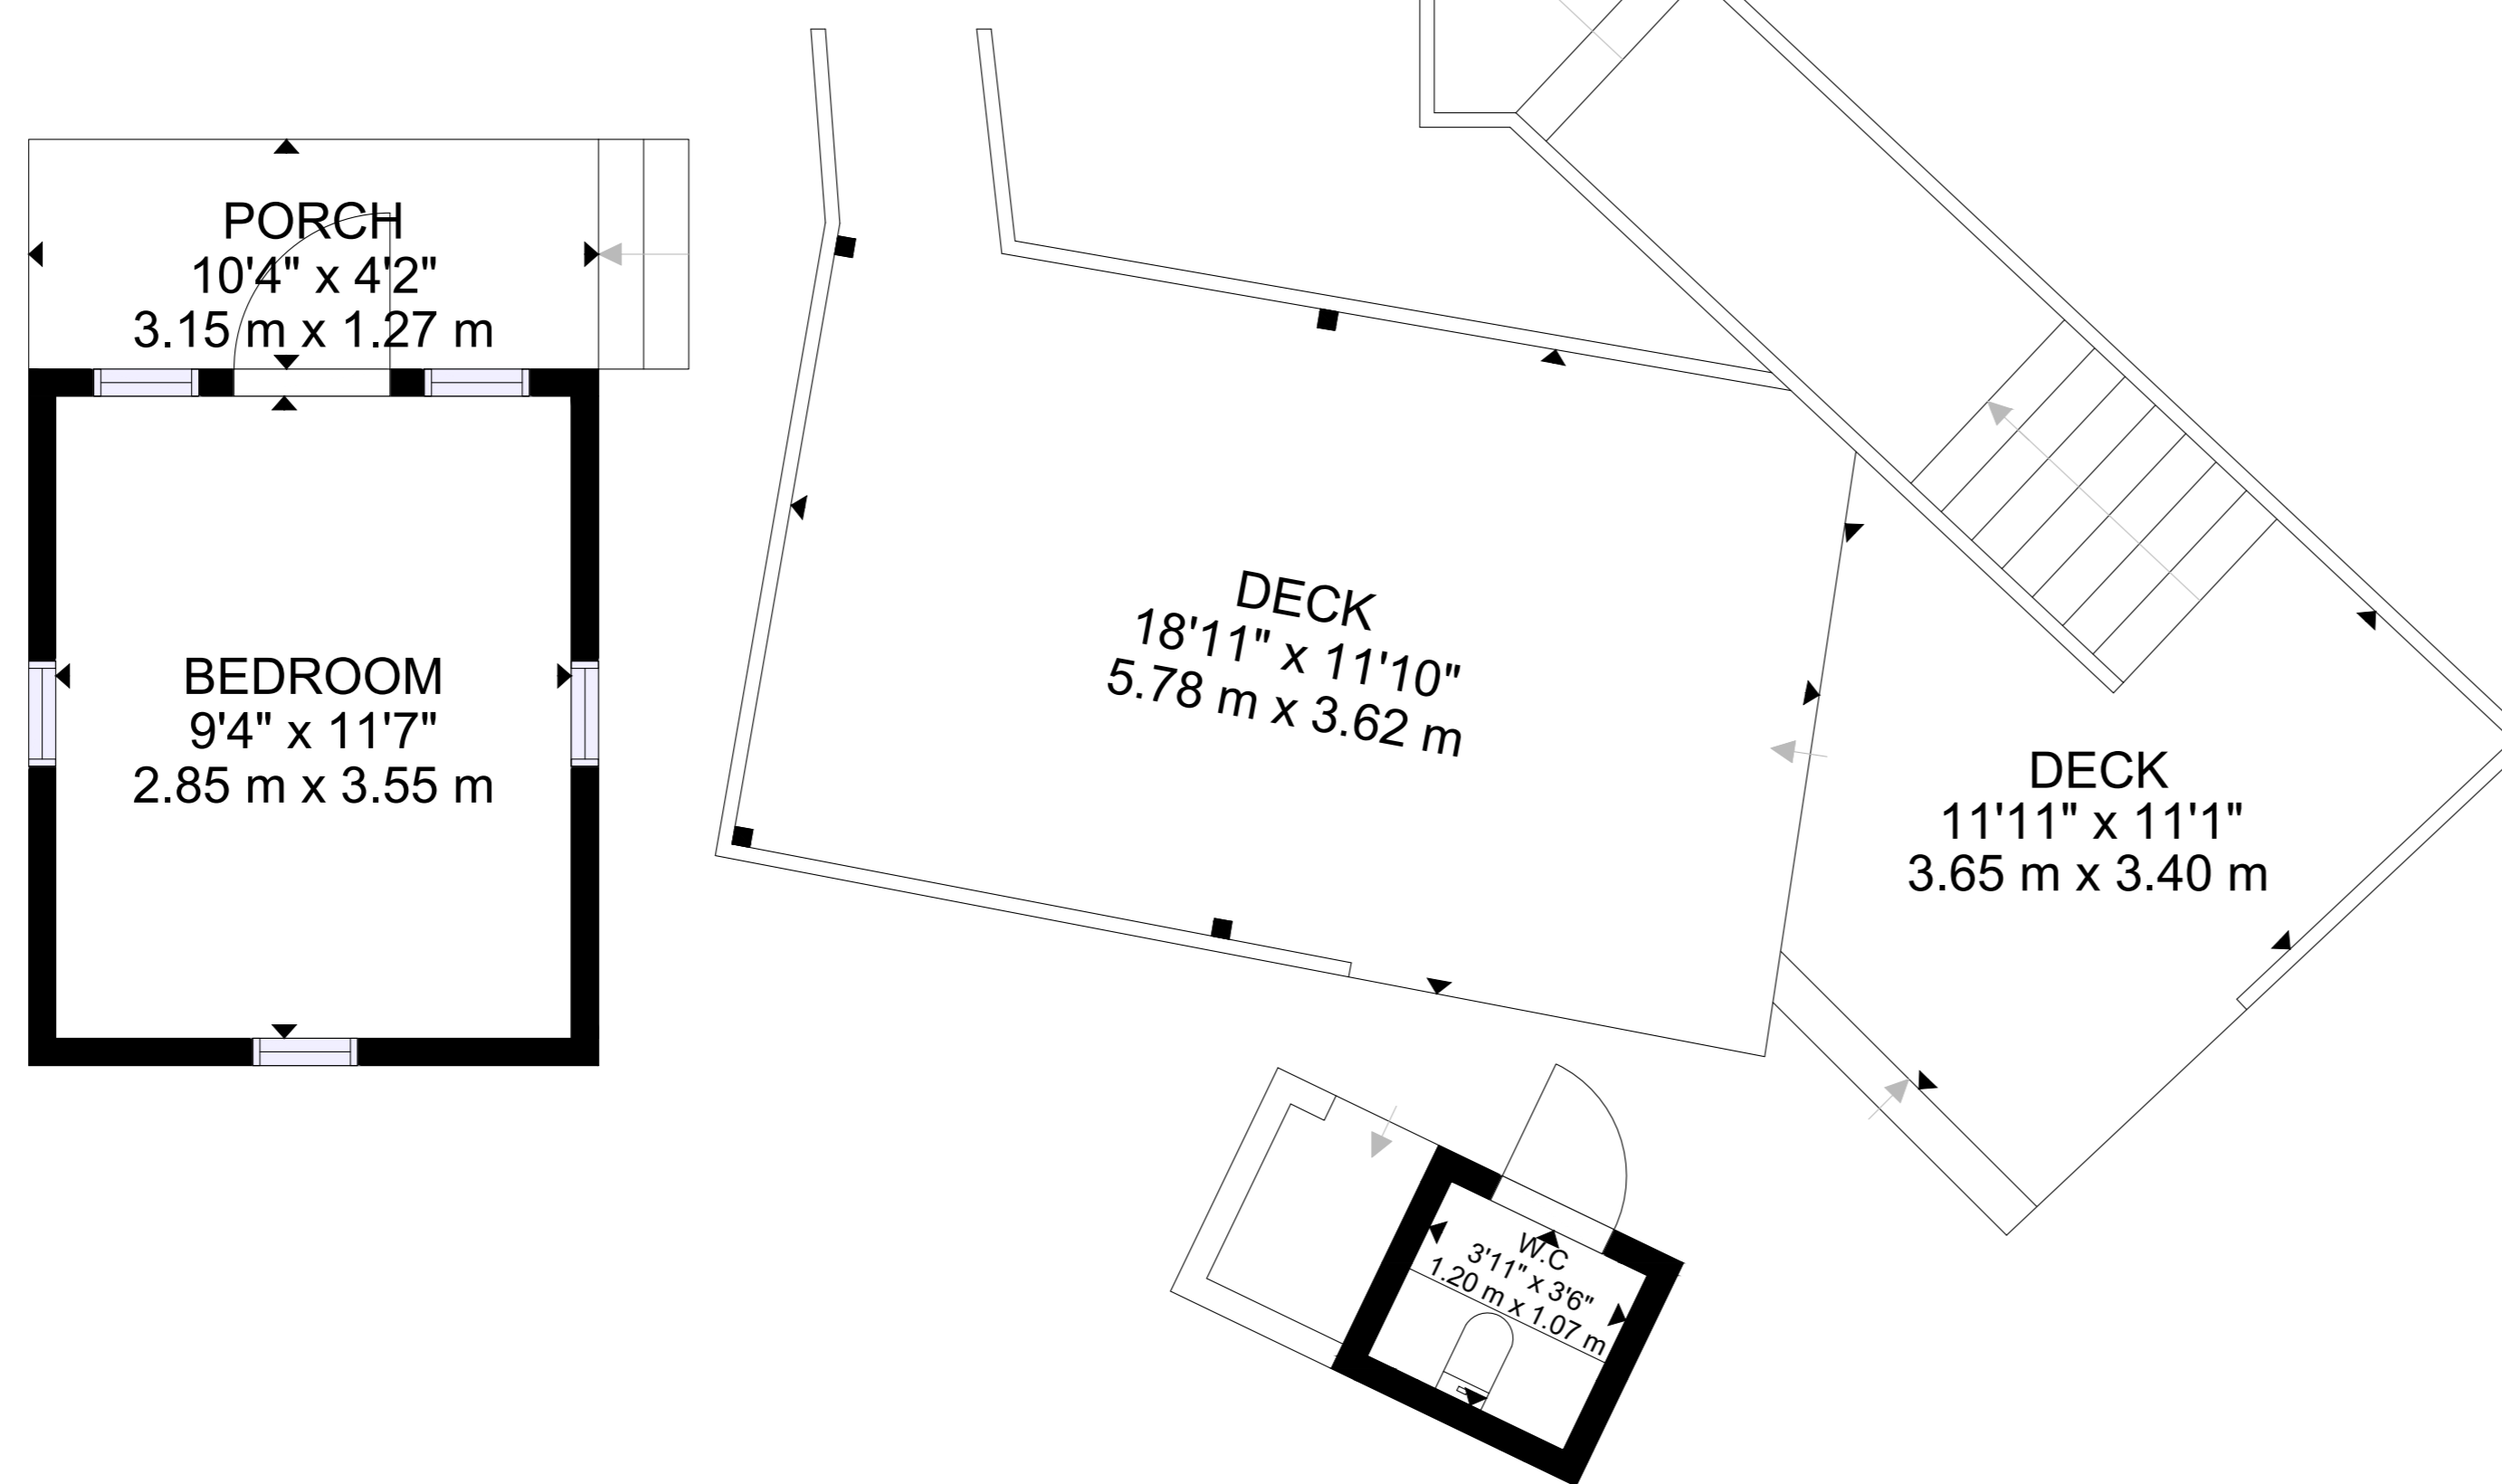 PORCH
10'4" x 4'2"
3.15 m x 1.27 m
BEDROOM
9'4" x 11'7"
2.85 m x 3.55 m
DECK
18'11" x 11'10"
5.78 m x 3.62 m
DECK
11'11" x 11'1"
3.65 m x 3.40 m
W.C
3'11" x 3'6"
1.20 m x 1.07 m